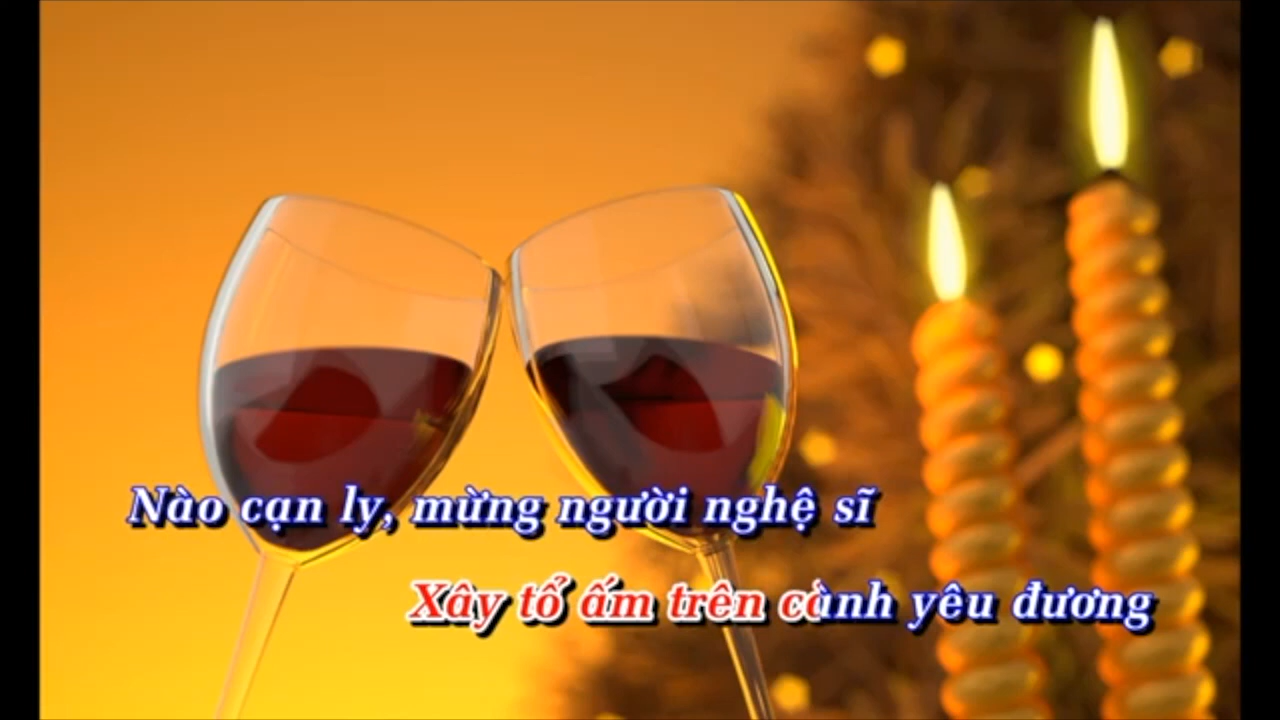 Nào cạn ly, mừng người nghệ sĩ
Xây tổ ấm trên cành yêu đương